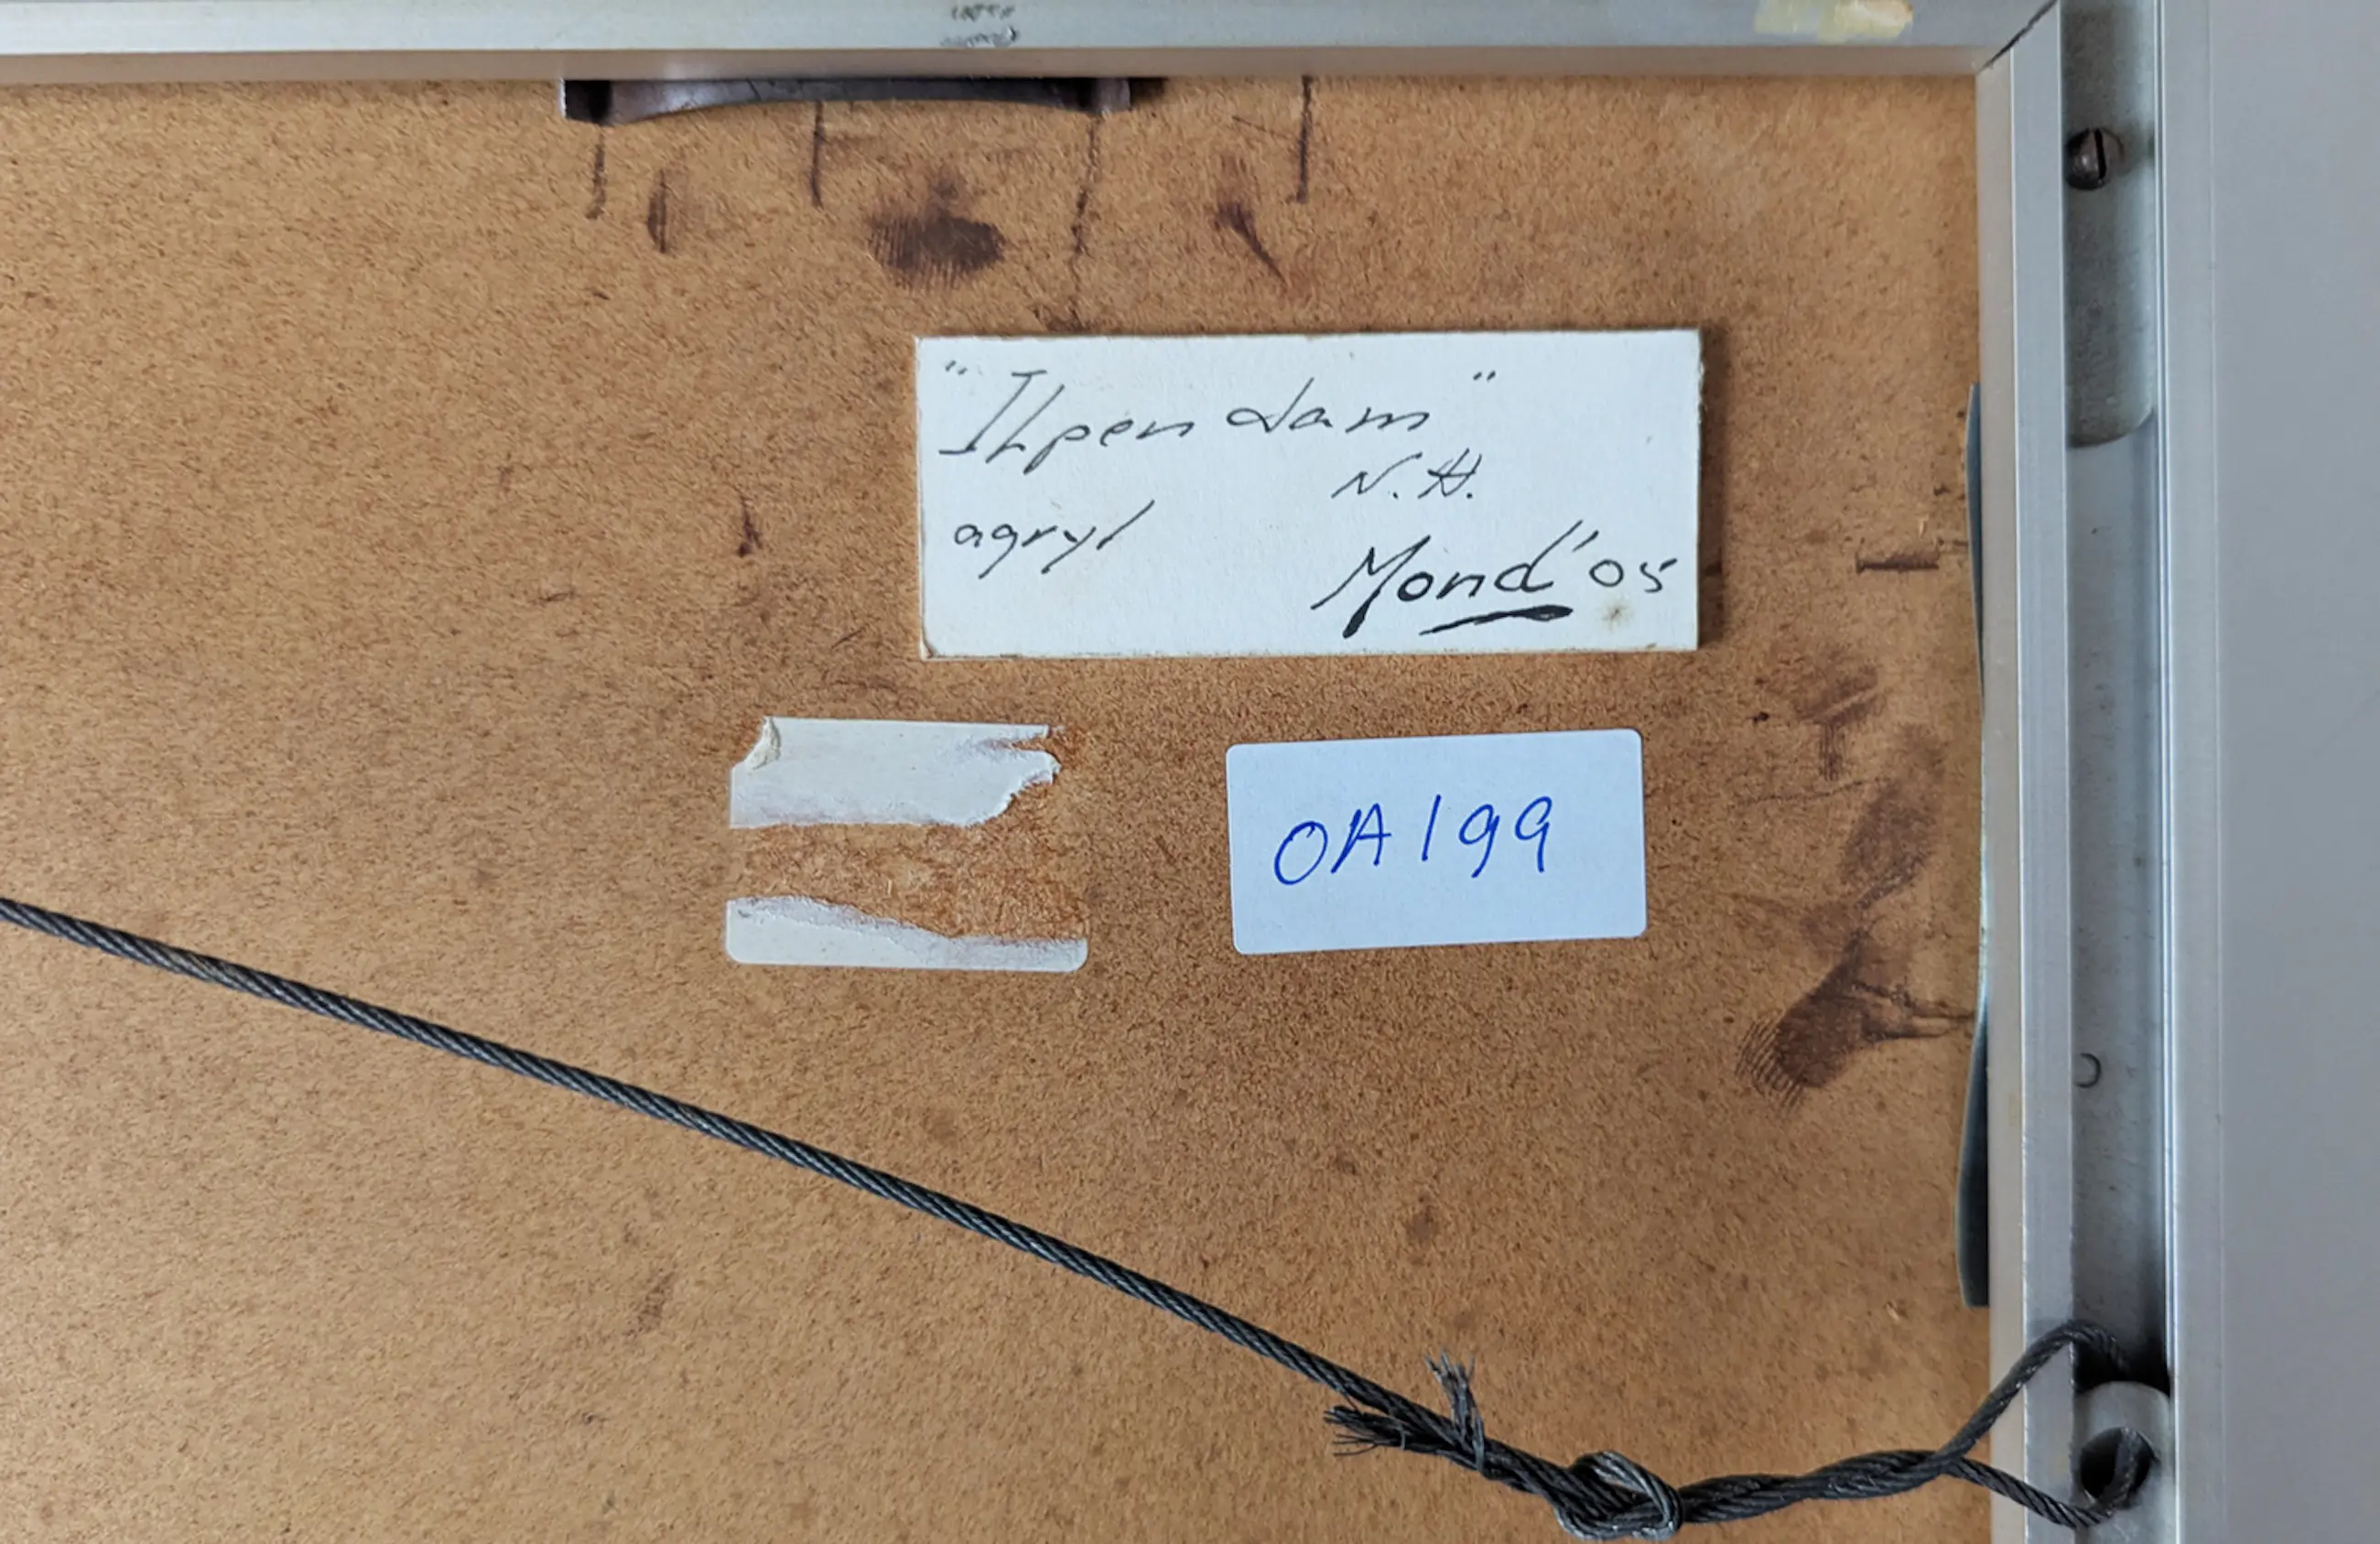 "ILpendam"
N.H.
agryl
Mond '05
OA199